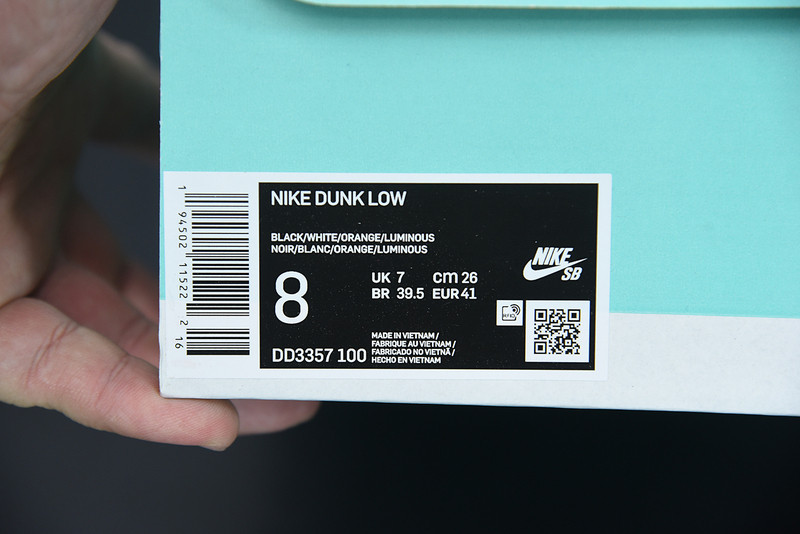 NIKE DUNK LOW
BLACK/WHITE/ORANGE/LUMINOUS
NOIR/BLANC/ORANGE/LUMINOUS
8
UK 7 cm 26
BR 39.5 EUR 41
NIKE
SB
RFID
DD3357 100
MADE IN VIETNAM /
FABRIQUE AU VIETNAM /
FABRICADO NO VIETNÃ /
HECHO EN VIETNAM
1 94502 11522 2 16